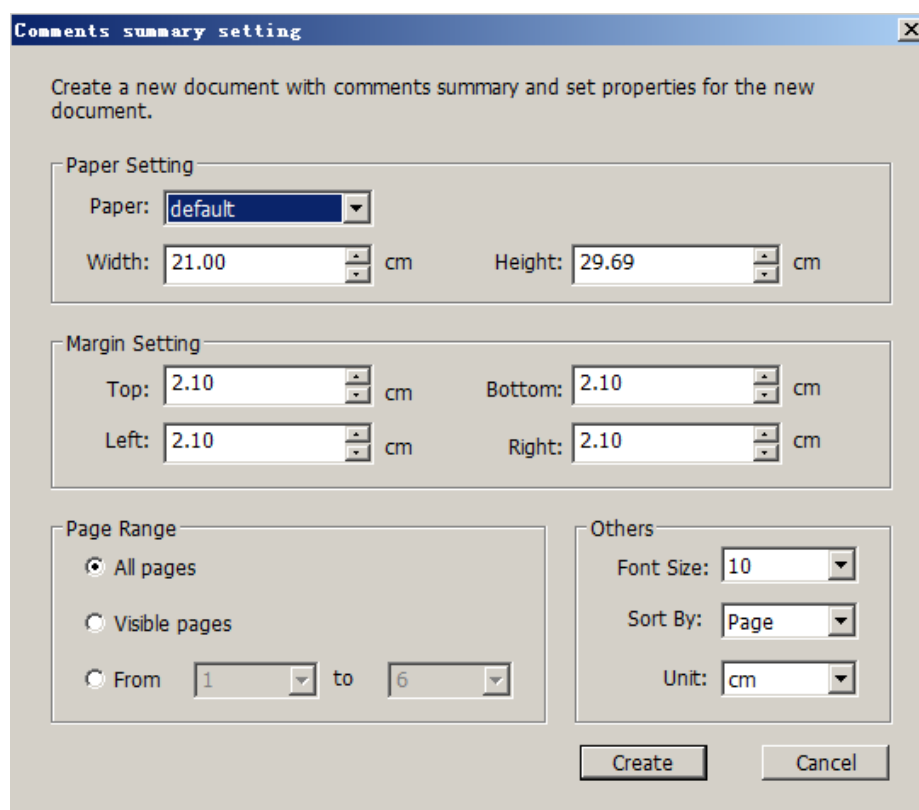 Comments summary setting
Create a new document with comments summary and set properties for the new
document.
Paper Setting
Paper: default
Width: 21.00 cm Height: 29.69 cm
Margin Setting
Top: 2.10 cm Bottom: 2.10 cm
Left: 2.10 cm Right: 2.10 cm
Page Range
All pages
Visible pages
From 1 to 6
Others
Font Size: 10
Sort By: Page
Unit: cm
Create Cancel